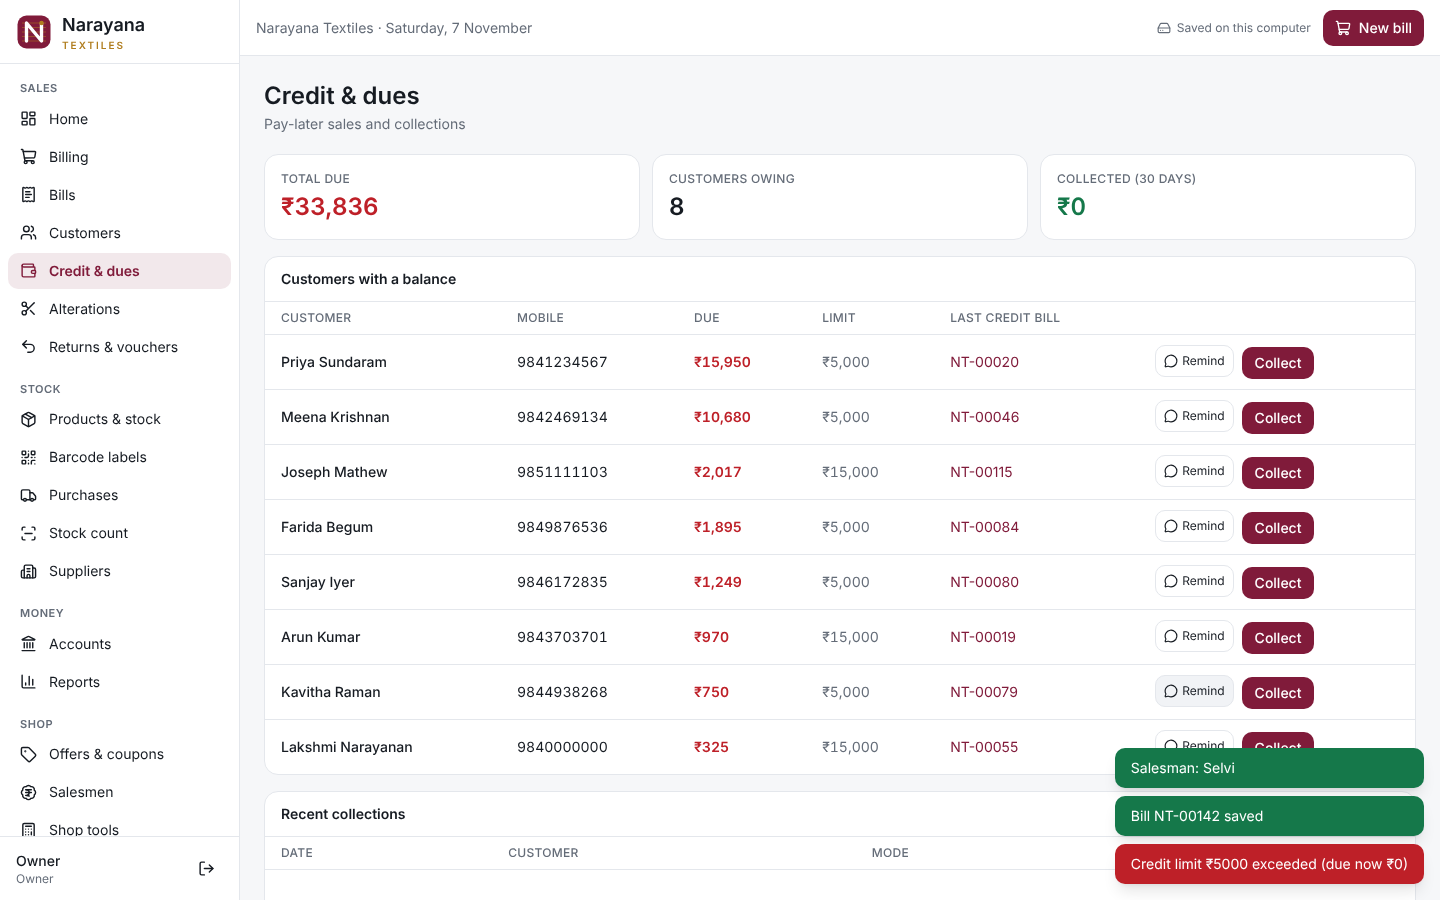 Narayana
TEXTILES
Narayana Textiles · Saturday, 7 November
Saved on this computer
New bill
SALES
Home
Billing
Bills
Customers
Credit & dues
Alterations
Returns & vouchers
STOCK
Products & stock
Barcode labels
Purchases
Stock count
Suppliers
MONEY
Accounts
Reports
SHOP
Offers & coupons
Salesmen
Shop tools
Owner
Owner
Credit & dues
Pay-later sales and collections
TOTAL DUE
₹33,836
CUSTOMERS OWING
8
COLLECTED (30 DAYS)
₹0
Customers with a balance
CUSTOMER MOBILE DUE LIMIT LAST CREDIT BILL
Priya Sundaram 9841234567 ₹15,950 ₹5,000 NT-00020 Remind Collect
Meena Krishnan 9842469134 ₹10,680 ₹5,000 NT-00046 Remind Collect
Joseph Mathew 9851111103 ₹2,017 ₹15,000 NT-00115 Remind Collect
Farida Begum 9849876536 ₹1,895 ₹5,000 NT-00084 Remind Collect
Sanjay Iyer 9846172835 ₹1,249 ₹5,000 NT-00080 Remind Collect
Arun Kumar 9843703701 ₹970 ₹15,000 NT-00019 Remind Collect
Kavitha Raman 9844938268 ₹750 ₹5,000 NT-00079 Remind Collect
Lakshmi Narayanan 9840000000 ₹325 ₹15,000 NT-00055 Remind Collect
Recent collections
DATE CUSTOMER MODE
Salesman: Selvi
Bill NT-00142 saved
Credit limit ₹5000 exceeded (due now ₹0)